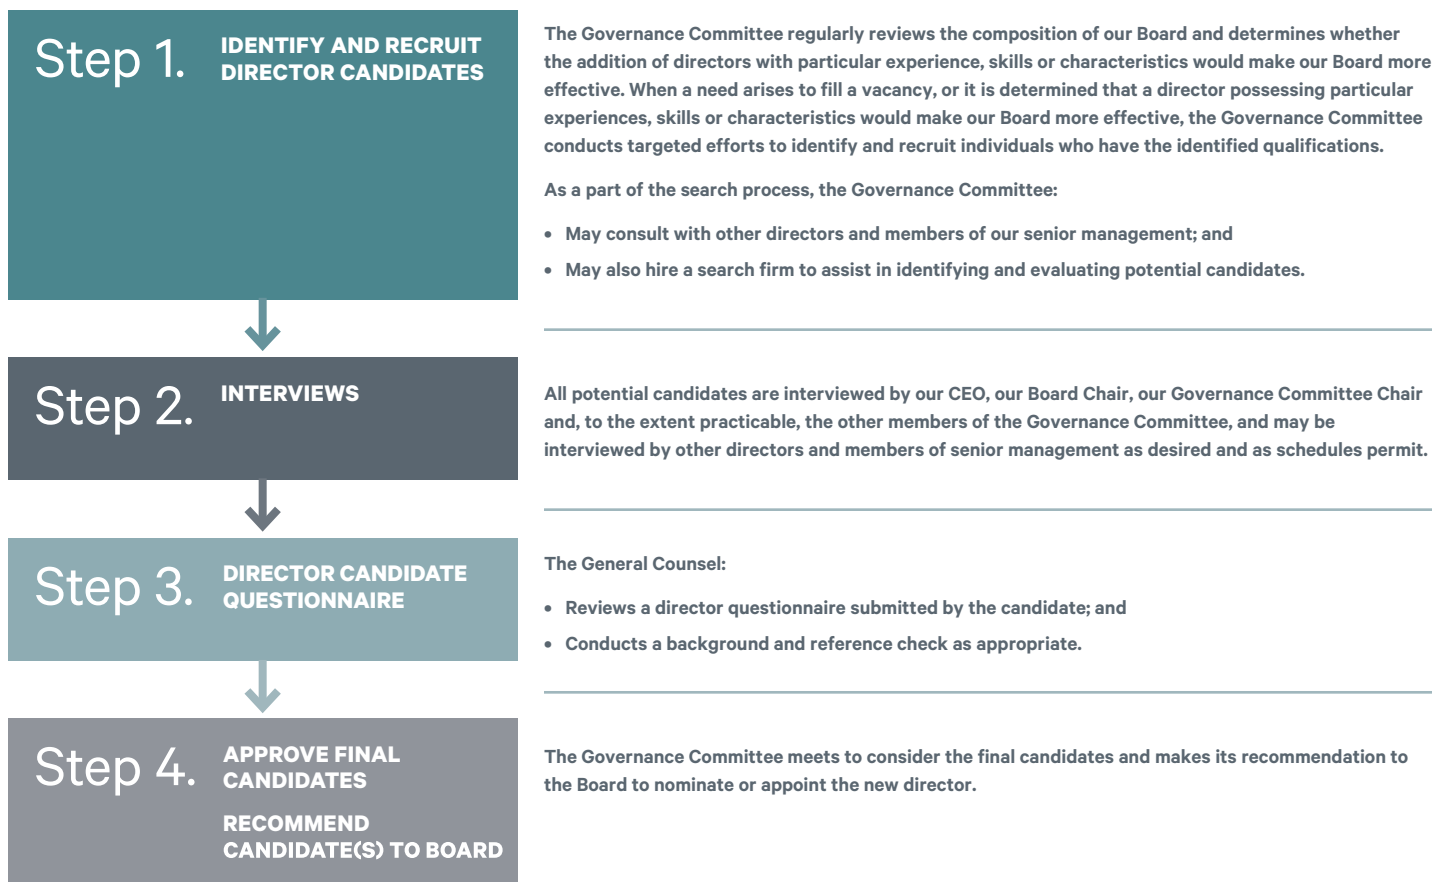 Step 1.
IDENTIFY AND RECRUIT
DIRECTOR CANDIDATES
The Governance Committee regularly reviews the composition of our Board and determines whether
the addition of directors with particular experience, skills or characteristics would make our Board more
effective. When a need arises to fill a vacancy, or it is determined that a director possessing particular
experiences, skills or characteristics would make our Board more effective, the Governance Committee
conducts targeted efforts to identify and recruit individuals who have the identified qualifications.
As a part of the search process, the Governance Committee:
• May consult with other directors and members of our senior management; and
• May also hire a search firm to assist in identifying and evaluating potential candidates.
Step 2.
INTERVIEWS
All potential candidates are interviewed by our CEO, our Board Chair, our Governance Committee Chair
and, to the extent practicable, the other members of the Governance Committee, and may be
interviewed by other directors and members of senior management as desired and as schedules permit.
Step 3.
DIRECTOR CANDIDATE
QUESTIONNAIRE
The General Counsel:
• Reviews a director questionnaire submitted by the candidate; and
• Conducts a background and reference check as appropriate.
Step 4.
APPROVE FINAL
CANDIDATES
RECOMMEND
CANDIDATE(S) TO BOARD
The Governance Committee meets to consider the final candidates and makes its recommendation to
the Board to nominate or appoint the new director.